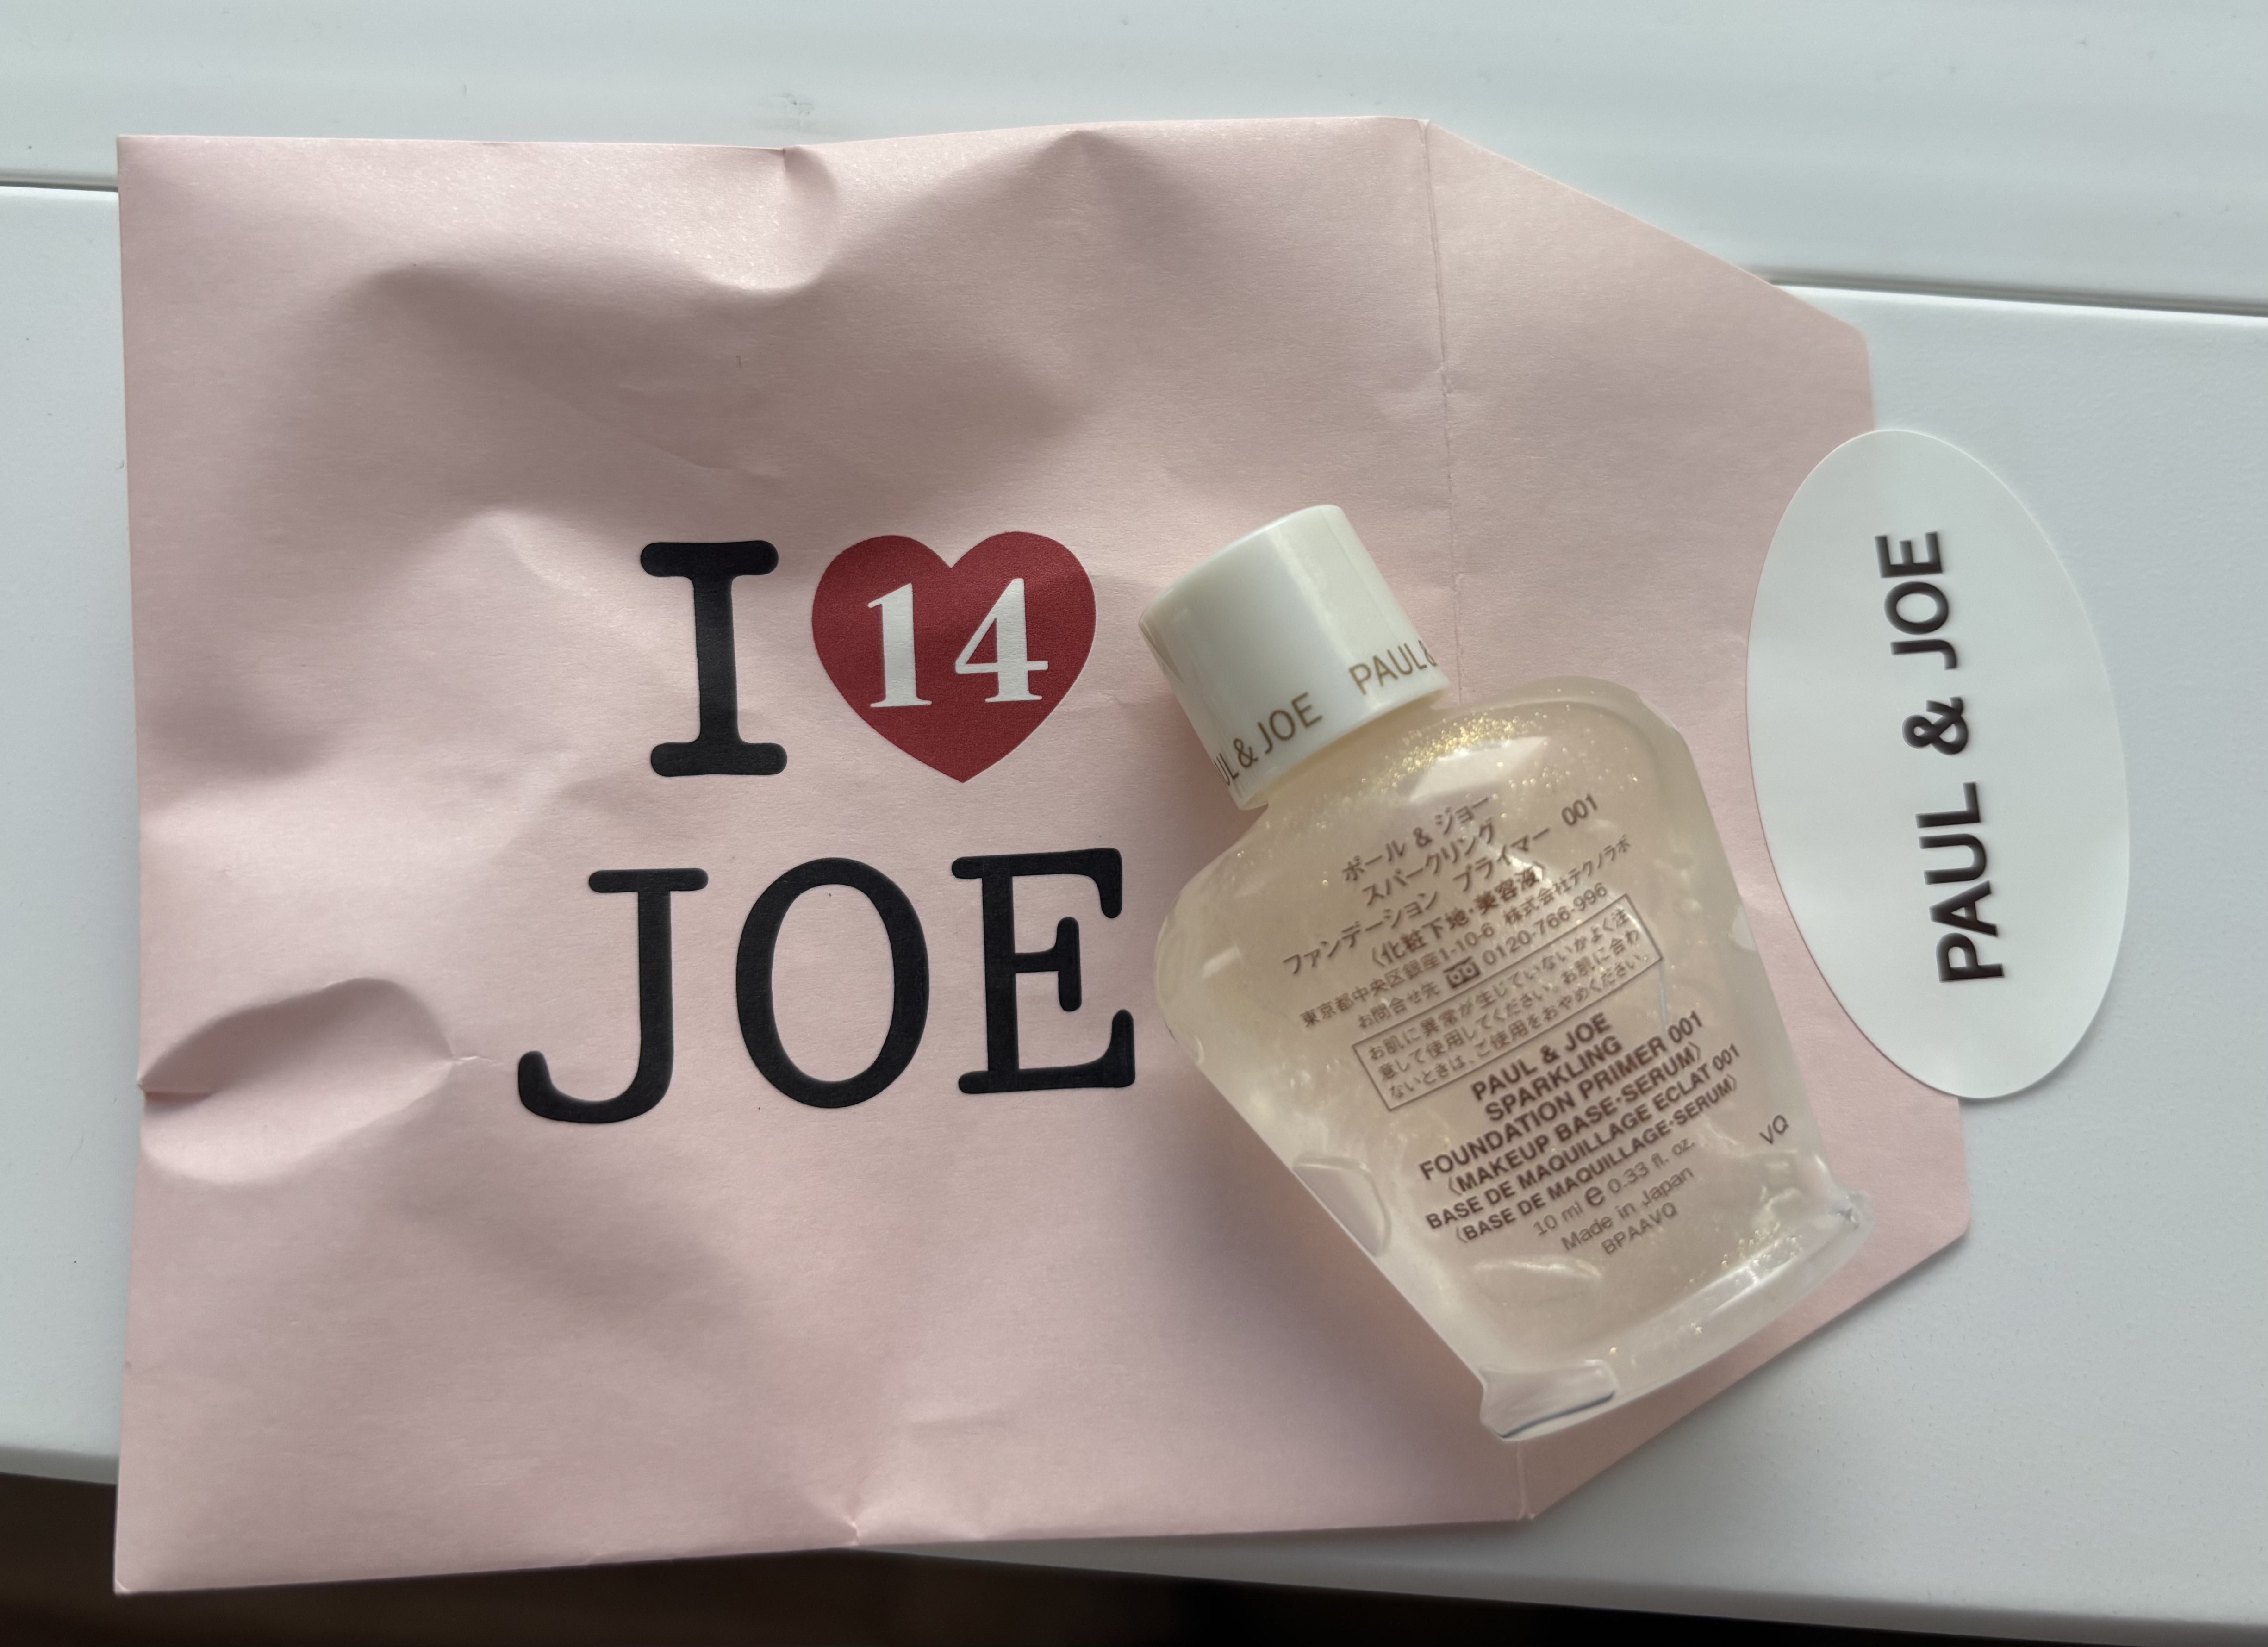 I 14
JOE
PAUL & JOE
UL & JOE PAUL &
ポール & ジョー
スパークリング
ファンデーション プライマー 001
〈化粧下地・美容液〉
東京都中央区銀座1-10-6 株式会社テクノラボ
お問合せ先 0120-766-996
お肌に異常が生じていないかよく注
意して使用してください。お肌に合わ
ないときは、ご使用をおやめください。
PAUL & JOE
SPARKLING
FOUNDATION PRIMER 001
〈MAKEUP BASE･SERUM〉
BASE DE MAQUILLAGE ECLAT 001
〈BASE DE MAQUILLAGE･SERUM〉
10 ml e 0.33 fl. oz.
Made in Japan
BPAAVQ
VQ